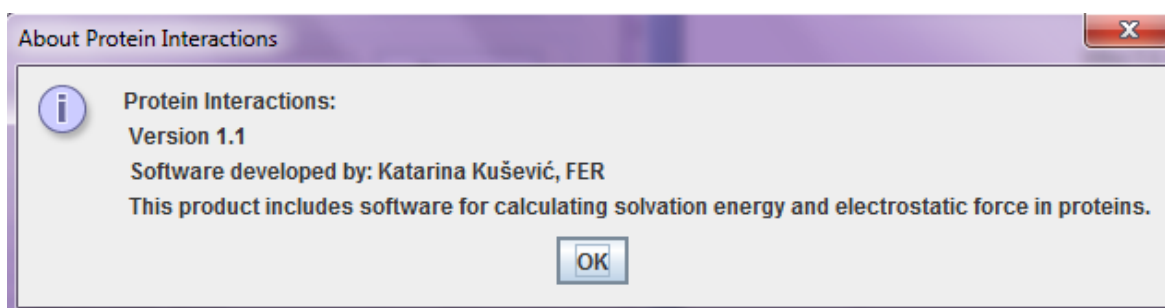 About Protein Interactions
Protein Interactions:
Version 1.1
Software developed by: Katarina Kušević, FER
This product includes software for calculating solvation energy and electrostatic force in proteins.
OK